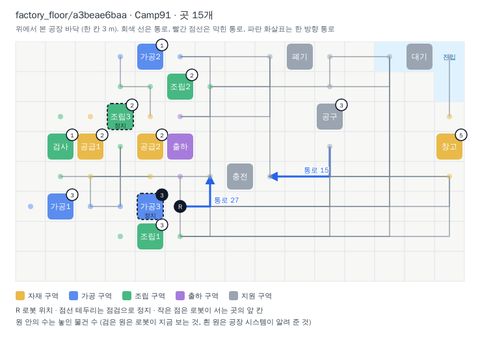 factory_floor/a3beae6baa · Camp91 · 곳 15개
위에서 본 공장 바닥 (한 칸 3 m). 회색 선은 통로, 빨간 점선은 막힌 통로, 파란 화살표는 한 방향 통로
가공2 1 폐기 대기 진입
조립2 2
조립3 2 정지 공구 3
검사 1 공급1 2 공급2 2 출하 창고 5
충전 통로 15
가공1 3 가공3 3 정지 R 통로 27
조립1 3
자재 구역 가공 구역 조립 구역 출하 구역 지원 구역
R 로봇 위치 · 점선 테두리는 점검으로 정지 · 작은 점은 로봇이 서는 곳의 앞 칸
원 안의 수는 놓인 물건 수 (검은 원은 로봇이 지금 보는 것, 흰 원은 공장 시스템이 알려 준 것)